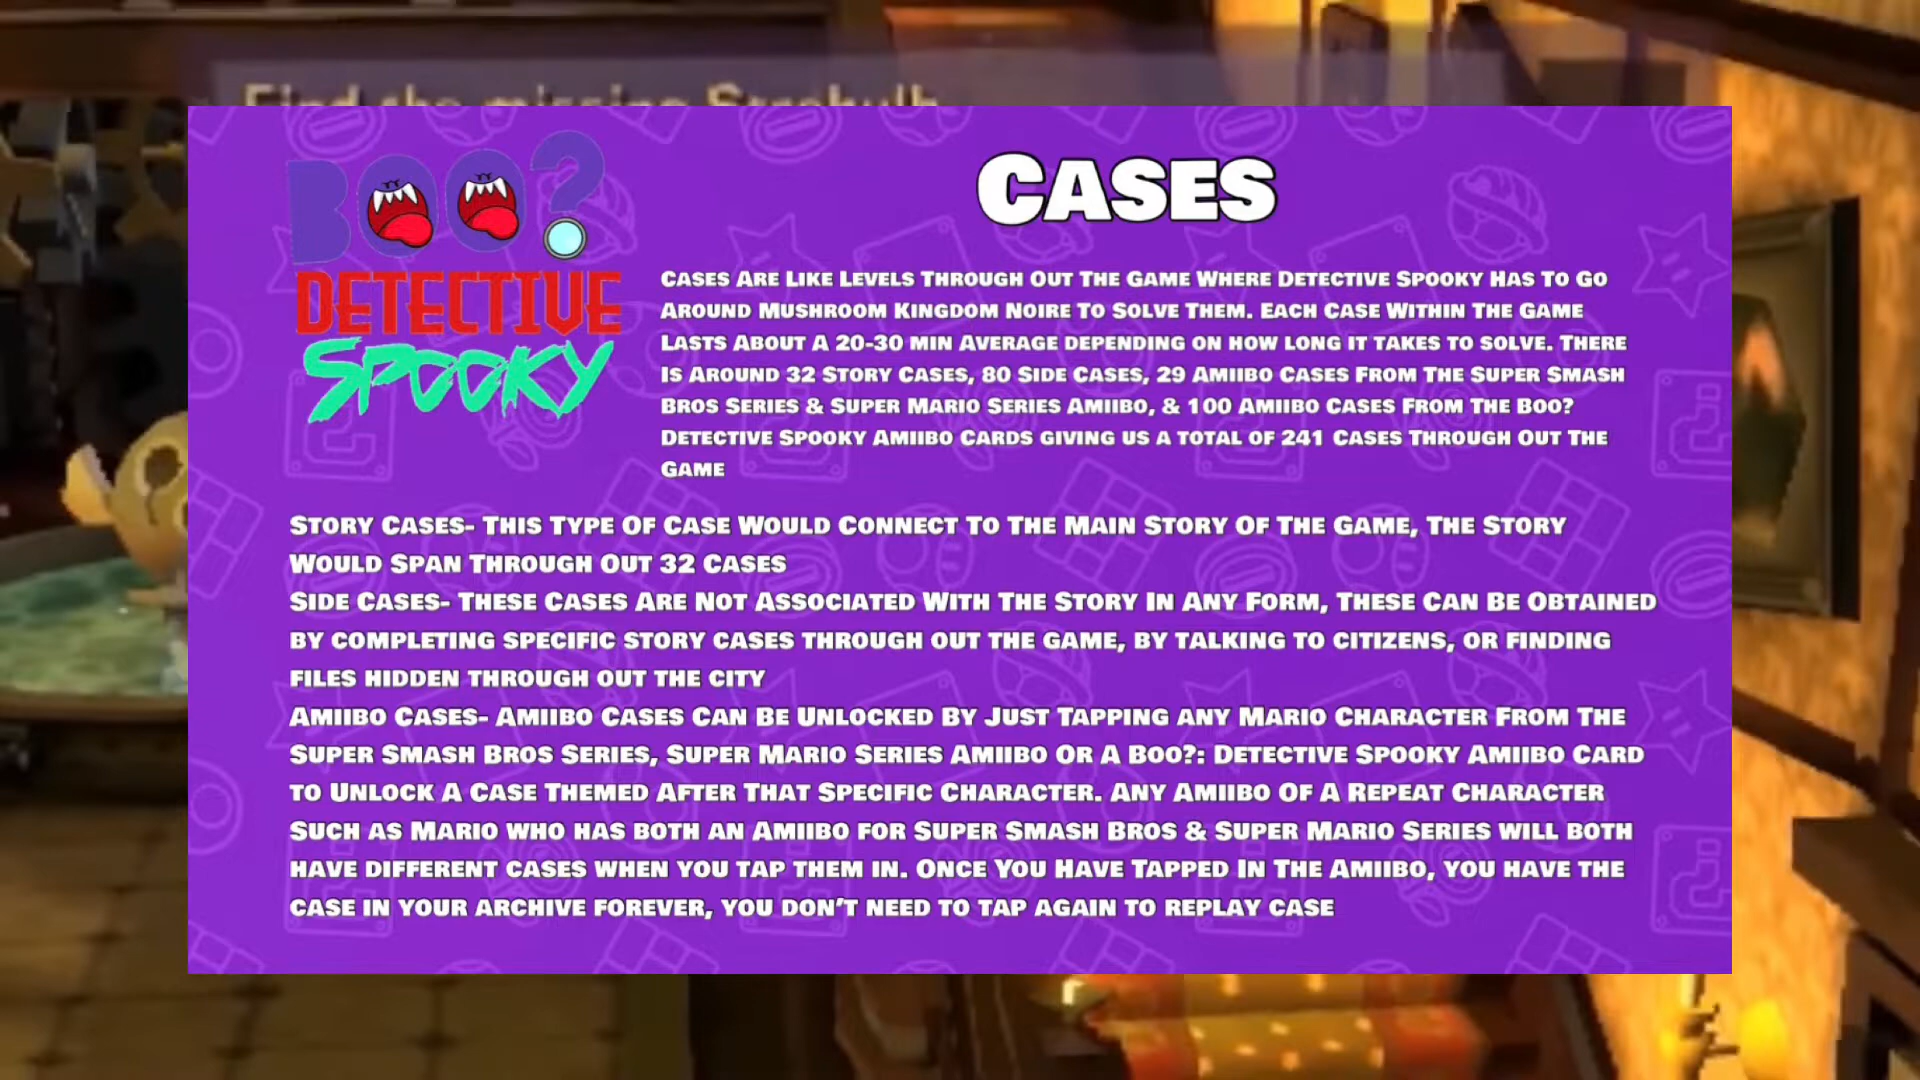 Find the missing Strobulb
BOO?
DETECTIVE
SPOOKY
CASES
CASES ARE LIKE LEVELS THROUGH OUT THE GAME WHERE DETECTIVE SPOOKY HAS TO GO
AROUND MUSHROOM KINGDOM NOIRE TO SOLVE THEM. EACH CASE WITHIN THE GAME
LASTS ABOUT A 20-30 MIN AVERAGE DEPENDING ON HOW LONG IT TAKES TO SOLVE. THERE
IS AROUND 32 STORY CASES, 80 SIDE CASES, 29 AMIIBO CASES FROM THE SUPER SMASH
BROS SERIES & SUPER MARIO SERIES AMIIBO, & 100 AMIIBO CASES FROM THE BOO?
DETECTIVE SPOOKY AMIIBO CARDS GIVING US A TOTAL OF 241 CASES THROUGH OUT THE
GAME
STORY CASES- THIS TYPE OF CASE WOULD CONNECT TO THE MAIN STORY OF THE GAME, THE STORY
WOULD SPAN THROUGH OUT 32 CASES
SIDE CASES- THESE CASES ARE NOT ASSOCIATED WITH THE STORY IN ANY FORM, THESE CAN BE OBTAINED
BY COMPLETING SPECIFIC STORY CASES THROUGH OUT THE GAME, BY TALKING TO CITIZENS, OR FINDING
FILES HIDDEN THROUGH OUT THE CITY
AMIIBO CASES- AMIIBO CASES CAN BE UNLOCKED BY JUST TAPPING ANY MARIO CHARACTER FROM THE
SUPER SMASH BROS SERIES, SUPER MARIO SERIES AMIIBO OR A BOO?: DETECTIVE SPOOKY AMIIBO CARD
TO UNLOCK A CASE THEMED AFTER THAT SPECIFIC CHARACTER. ANY AMIIBO OF A REPEAT CHARACTER
SUCH AS MARIO WHO HAS BOTH AN AMIIBO FOR SUPER SMASH BROS & SUPER MARIO SERIES WILL BOTH
HAVE DIFFERENT CASES WHEN YOU TAP THEM IN. ONCE YOU HAVE TAPPED IN THE AMIIBO, YOU HAVE THE
CASE IN YOUR ARCHIVE FOREVER, YOU DON'T NEED TO TAP AGAIN TO REPLAY CASE